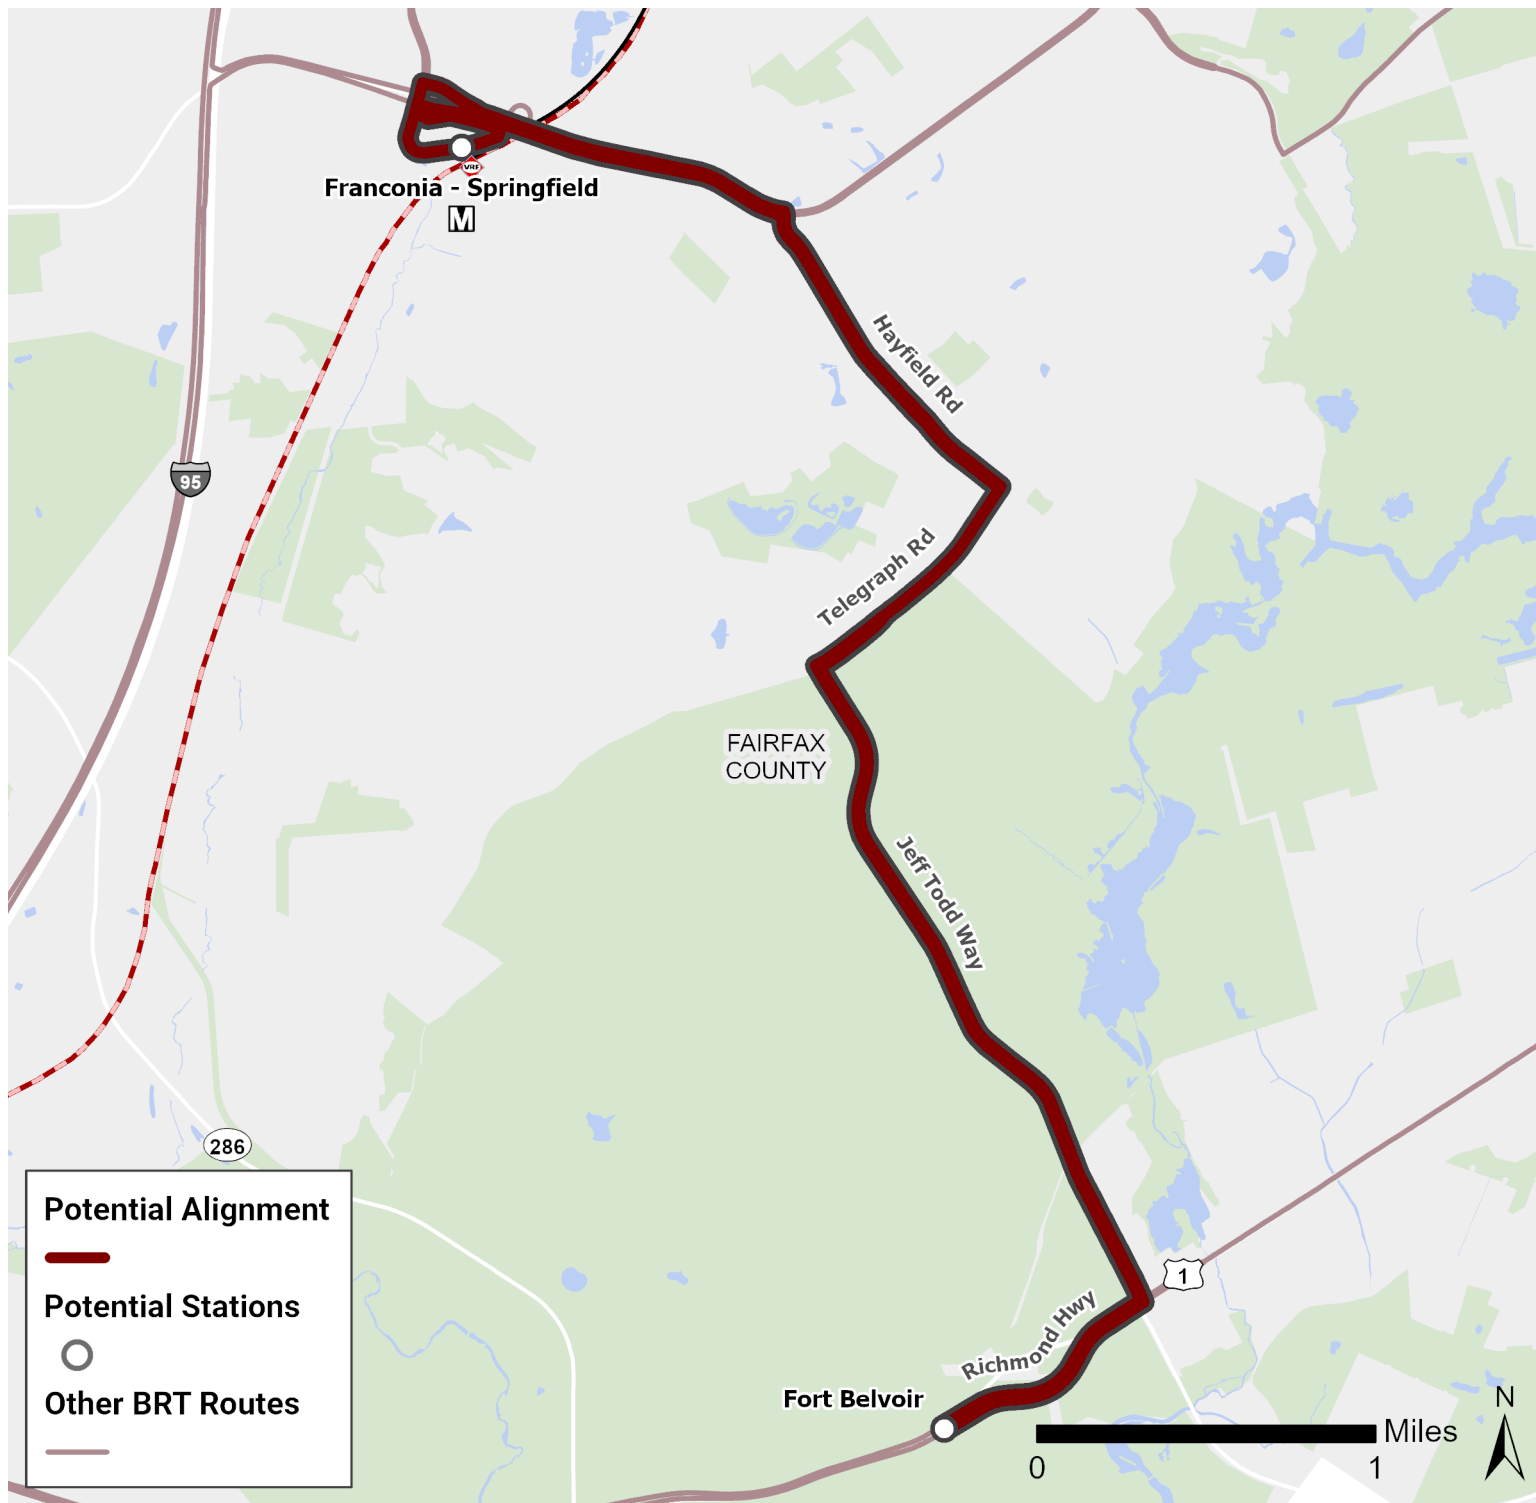 VRE
Franconia - Springfield
M
Hayfield Rd
95
Telegraph Rd
FAIRFAX
COUNTY
Jeff Todd Way
286
Potential Alignment
Potential Stations
Other BRT Routes
1
Richmond Hwy
Fort Belvoir
Miles
0 1
N